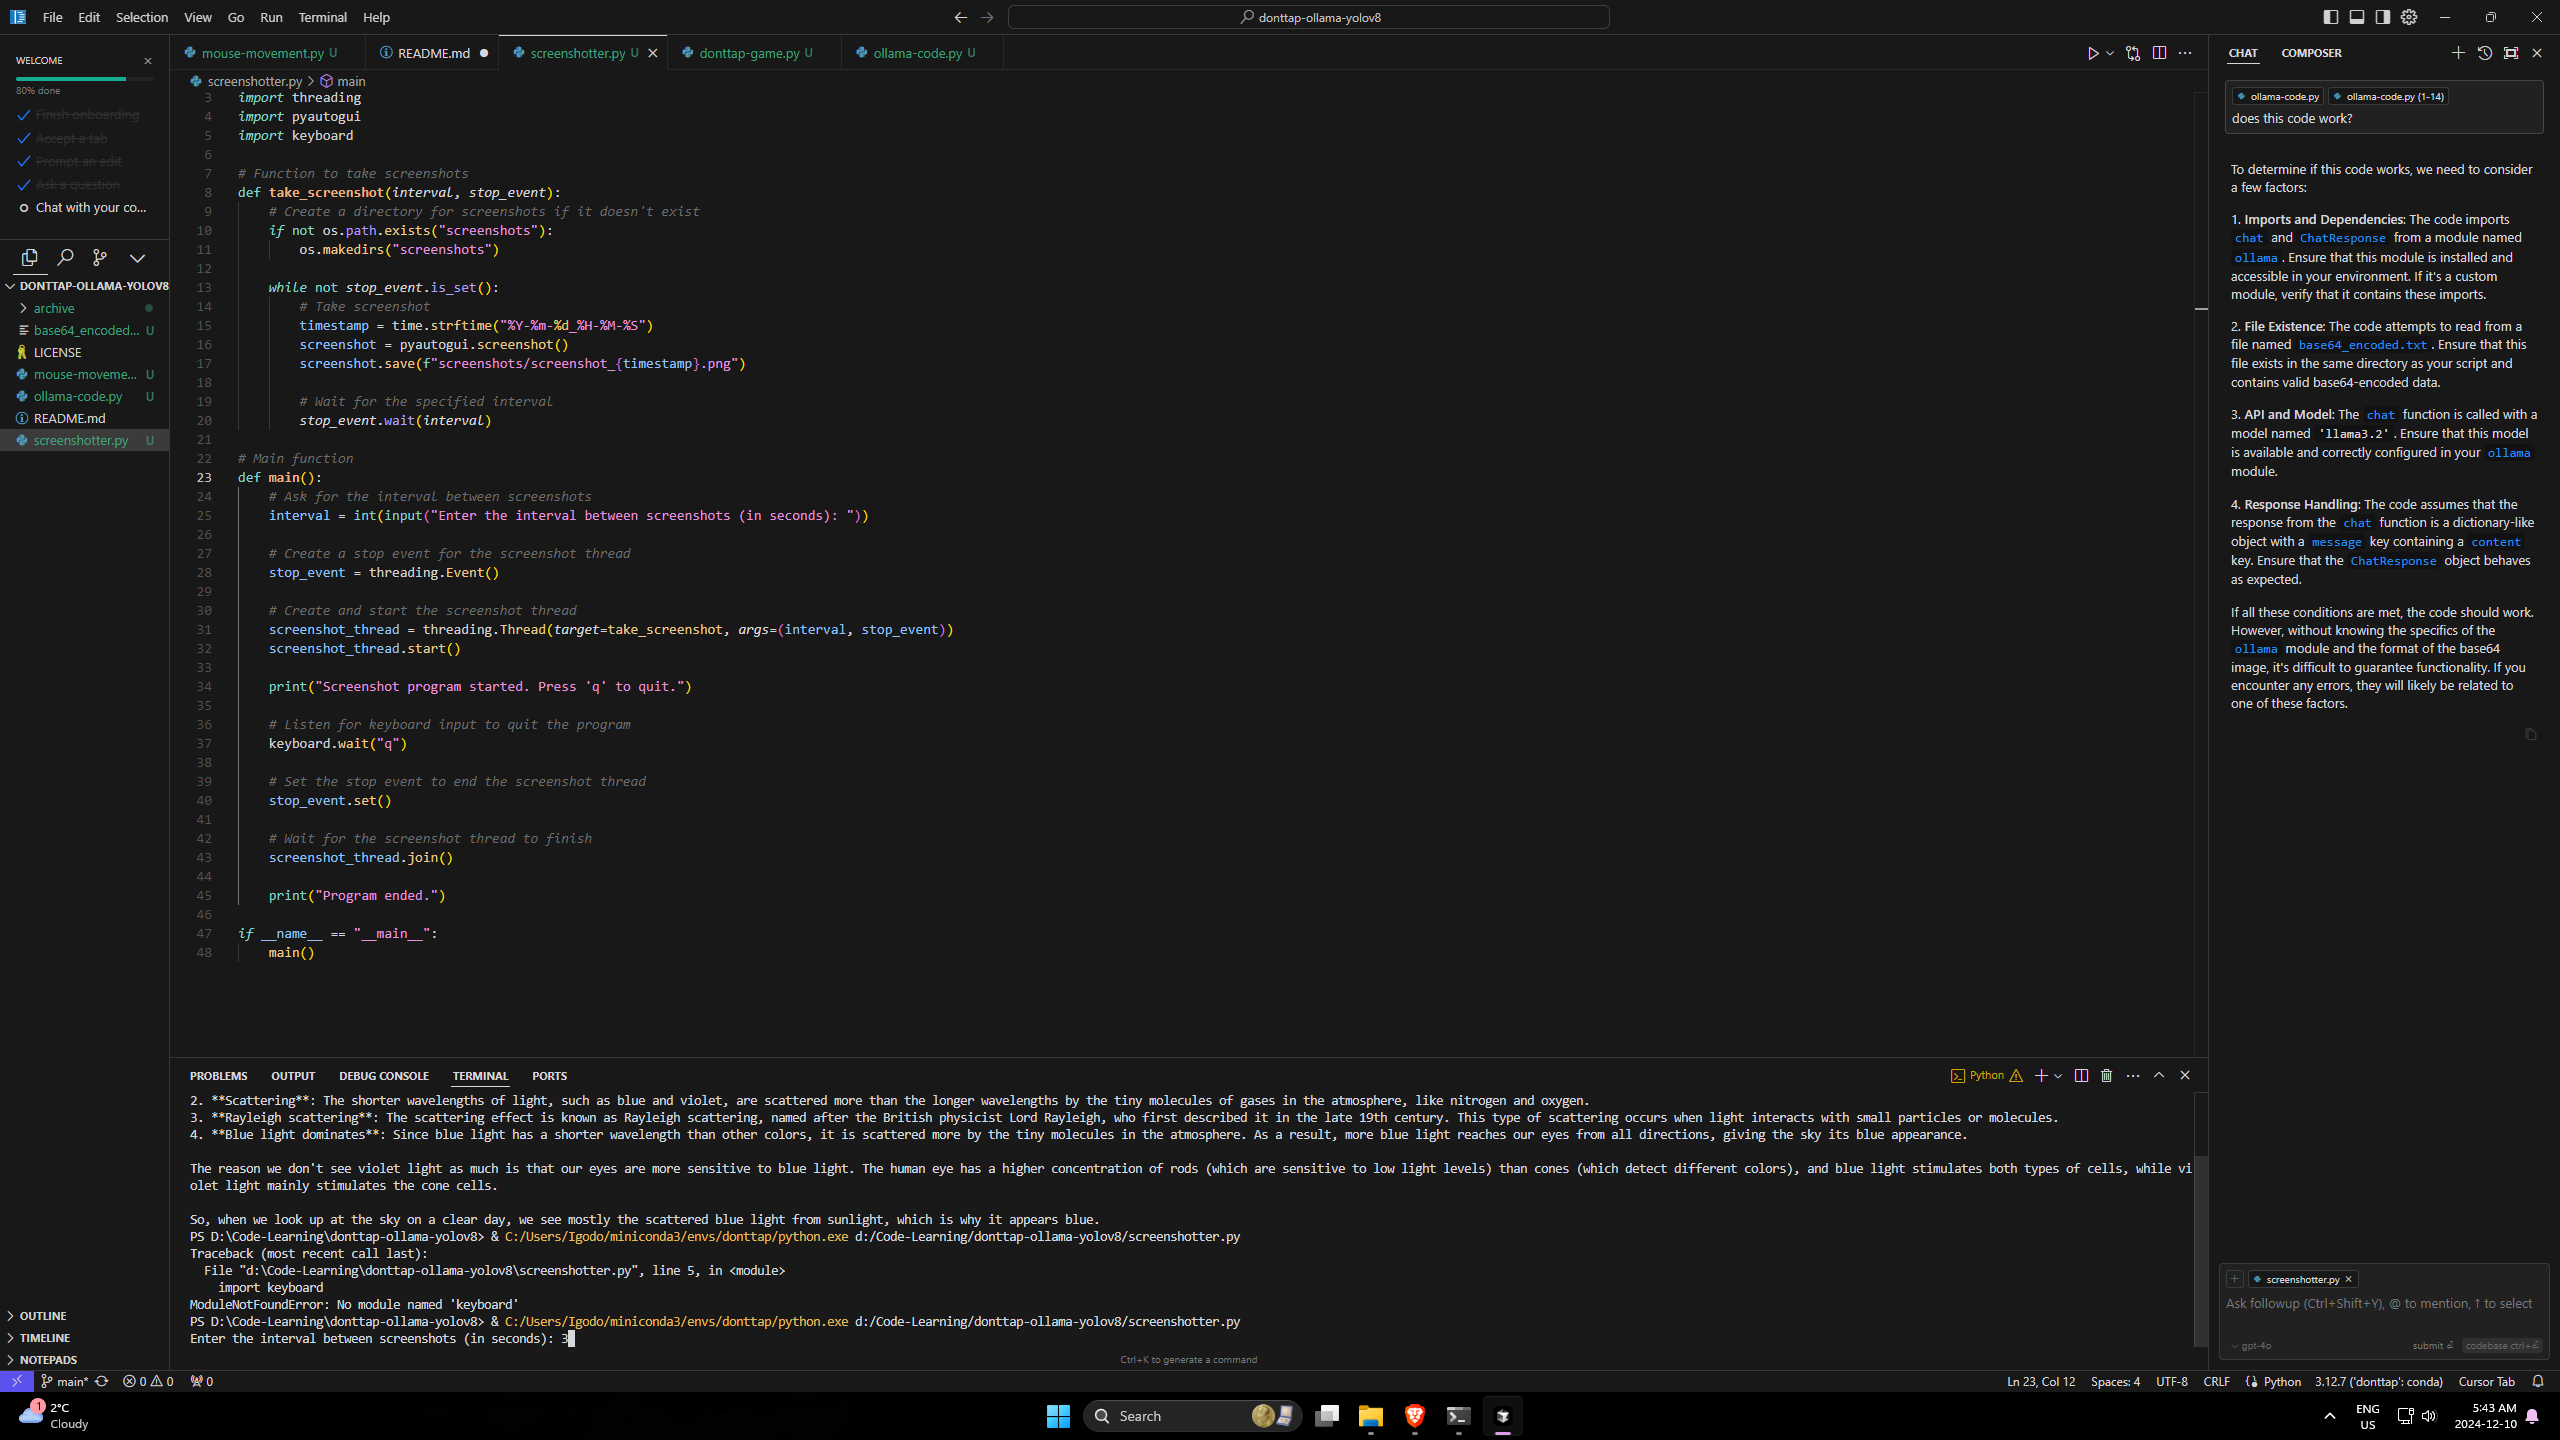 File Edit Selection View Go Run Terminal Help
donttap-ollama-yolov8
WELCOME
80% done
Finish onboarding
Accept a tab
Prompt an edit
Ask a question
Chat with your co...
DONTTAP-OLLAMA-YOLOV8
archive
base64_encoded... U
LICENSE
mouse-moveme... U
ollama-code.py U
README.md
screenshotter.py U
OUTLINE
TIMELINE
NOTEPADS
mouse-movement.py U README.md screenshotter.py U donttap-game.py U ollama-code.py U
screenshotter.py > main
3 import threading
4 import pyautogui
5 import keyboard
6
7 # Function to take screenshots
8 def take_screenshot(interval, stop_event):
9 # Create a directory for screenshots if it doesn't exist
10 if not os.path.exists("screenshots"):
11 os.makedirs("screenshots")
12
13 while not stop_event.is_set():
14 # Take screenshot
15 timestamp = time.strftime("%Y-%m-%d_%H-%M-%S")
16 screenshot = pyautogui.screenshot()
17 screenshot.save(f"screenshots/screenshot_{timestamp}.png")
18
19 # Wait for the specified interval
20 stop_event.wait(interval)
21
22 # Main function
23 def main():
24 # Ask for the interval between screenshots
25 interval = int(input("Enter the interval between screenshots (in seconds): "))
26
27 # Create a stop event for the screenshot thread
28 stop_event = threading.Event()
29
30 # Create and start the screenshot thread
31 screenshot_thread = threading.Thread(target=take_screenshot, args=(interval, stop_event))
32 screenshot_thread.start()
33
34 print("Screenshot program started. Press 'q' to quit.")
35
36 # Listen for keyboard input to quit the program
37 keyboard.wait("q")
38
39 # Set the stop event to end the screenshot thread
40 stop_event.set()
41
42 # Wait for the screenshot thread to finish
43 screenshot_thread.join()
44
45 print("Program ended.")
46
47 if __name__ == "__main__":
48 main()
PROBLEMS OUTPUT DEBUG CONSOLE TERMINAL PORTS
Python
2. **Scattering**: The shorter wavelengths of light, such as blue and violet, are scattered more than the longer wavelengths by the tiny molecules of gases in the atmosphere, like nitrogen and oxygen.
3. **Rayleigh scattering**: The scattering effect is known as Rayleigh scattering, named after the British physicist Lord Rayleigh, who first described it in the late 19th century. This type of scattering occurs when light interacts with small particles or molecules.
4. **Blue light dominates**: Since blue light has a shorter wavelength than other colors, it is scattered more by the tiny molecules in the atmosphere. As a result, more blue light reaches our eyes from all directions, giving the sky its blue appearance.
The reason we don't see violet light as much is that our eyes are more sensitive to blue light. The human eye has a higher concentration of rods (which are sensitive to low light levels) than cones (which detect different colors), and blue light stimulates both types of cells, while vi
olet light mainly stimulates the cone cells.
So, when we look up at the sky on a clear day, we see mostly the scattered blue light from sunlight, which is why it appears blue.
PS D:\Code-Learning\donttap-ollama-yolov8> & C:/Users/Igodo/miniconda3/envs/donttap/python.exe d:/Code-Learning/donttap-ollama-yolov8/screenshotter.py
Traceback (most recent call last):
File "d:\Code-Learning\donttap-ollama-yolov8\screenshotter.py", line 5, in <module>
import keyboard
ModuleNotFoundError: No module named 'keyboard'
PS D:\Code-Learning\donttap-ollama-yolov8> & C:/Users/Igodo/miniconda3/envs/donttap/python.exe d:/Code-Learning/donttap-ollama-yolov8/screenshotter.py
Enter the interval between screenshots (in seconds): 3
Ctrl+K to generate a command
CHAT COMPOSER
ollama-code.py ollama-code.py (1-14)
does this code work?
To determine if this code works, we need to consider
a few factors:
1. Imports and Dependencies: The code imports
chat and ChatResponse from a module named
ollama . Ensure that this module is installed and
accessible in your environment. If it's a custom
module, verify that it contains these imports.
2. File Existence: The code attempts to read from a
file named base64_encoded.txt . Ensure that this
file exists in the same directory as your script and
contains valid base64-encoded data.
3. API and Model: The chat function is called with a
model named 'llama3.2' . Ensure that this model
is available and correctly configured in your ollama
module.
4. Response Handling: The code assumes that the
response from the chat function is a dictionary-like
object with a message key containing a content
key. Ensure that the ChatResponse object behaves
as expected.
If all these conditions are met, the code should work.
However, without knowing the specifics of the
ollama module and the format of the base64
image, it's difficult to guarantee functionality. If you
encounter any errors, they will likely be related to
one of these factors.
screenshotter.py
Ask followup (Ctrl+Shift+Y), @ to mention, ↑ to select
gpt-4o submit codebase ctrl+⏎
main* 0 0 0
Ln 23, Col 12 Spaces: 4 UTF-8 CRLF Python 3.12.7 ('donttap': conda) Cursor Tab
1
2°C
Cloudy
Search
ENG
US
5:43 AM
2024-12-10